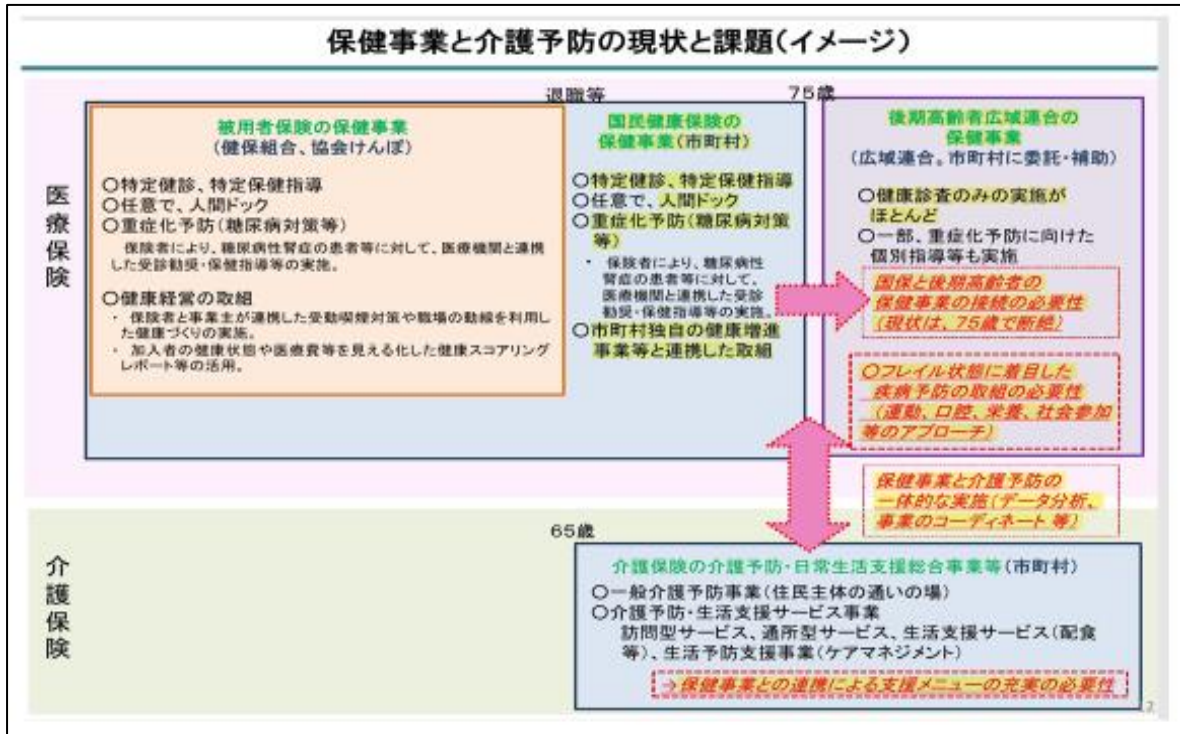 保健事業と介護予防の現状と課題(イメージ)
退職等
75歳
医療保険
被用者保険の保健事業
(健保組合、協会けんぽ)
〇特定健診、特定保健指導
〇任意で、人間ドック
〇重症化予防(糖尿病対策等)
保険者により、糖尿病性腎症の患者等に対して、医療機関と連携
した受診勧奨・保健指導等の実施。
〇健康経営の取組
・ 保険者と事業主が連携した受動喫煙対策や職場の動線を利用し
た健康づくりの実施。
・ 加入者の健康状態や医療費等を見える化した健康スコアリング
レポート等の活用。
国民健康保険の
保健事業(市町村)
〇特定健診、特定保健指導
〇任意で、人間ドック
〇重症化予防(糖尿病対策
等)
・ 保険者により、糖尿病性
腎症の患者等に対して、
医療機関と連携した受診
勧奨・保健指導等の実施。
〇市町村独自の健康増進
事業等と連携した取組
後期高齢者広域連合の
保健事業
(広域連合。市町村に委託・補助)
〇健康診査のみの実施が
ほとんど
〇一部、重症化予防に向けた
個別指導等も実施
国保と後期高齢者の
保健事業の接続の必要性
(現状は、75歳で断絶)
〇フレイル状態に着目した
疾病予防の取組の必要性
(運動、口腔、栄養、社会参加
等のアプローチ)
保健事業と介護予防の
一体的な実施(データ分析、
事業のコーディネート等)
介護保険
65歳
介護保険の介護予防・日常生活支援総合事業等(市町村)
〇一般介護予防事業(住民主体の通いの場)
〇介護予防・生活支援サービス事業
訪問型サービス、通所型サービス、生活支援サービス(配食
等)、生活予防支援事業(ケアマネジメント)
→保健事業との連携による支援メニューの充実の必要性